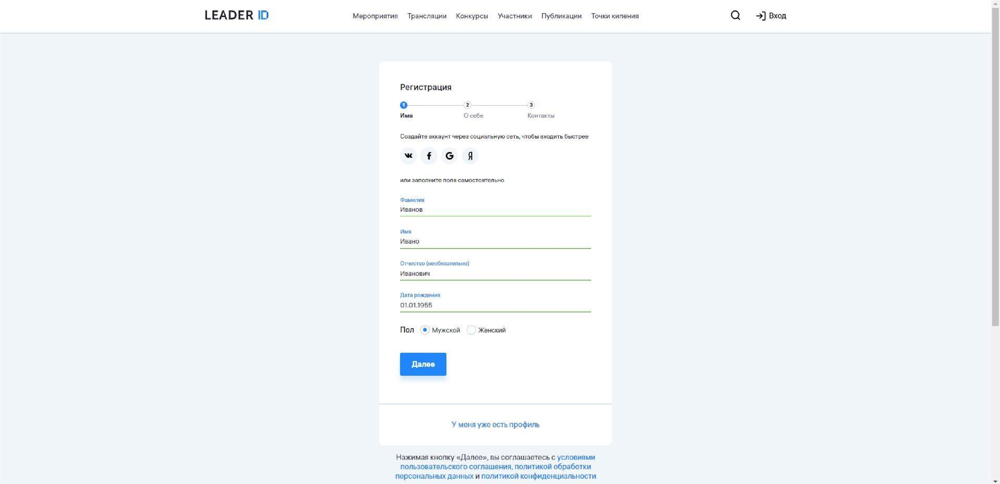 LEADER ID
Мероприятия Трансляции Конкурсы Участники Публикации Точки кипения
Вход
Регистрация
1 2 3
Имя О себе Контакты
Создайте аккаунт через социальную сеть, чтобы входить быстрее
или заполните поля самостоятельно
Фамилия
Иванов
Имя
Ивано
Отчество (необязательно)
Иванович
Дата рождения
01.01.1955
Пол Мужской Женский
Далее
У меня уже есть профиль
Нажимая кнопку «Далее», вы соглашаетесь с условиями
пользовательского соглашения, политикой обработки
персональных данных и политикой конфиденциальности